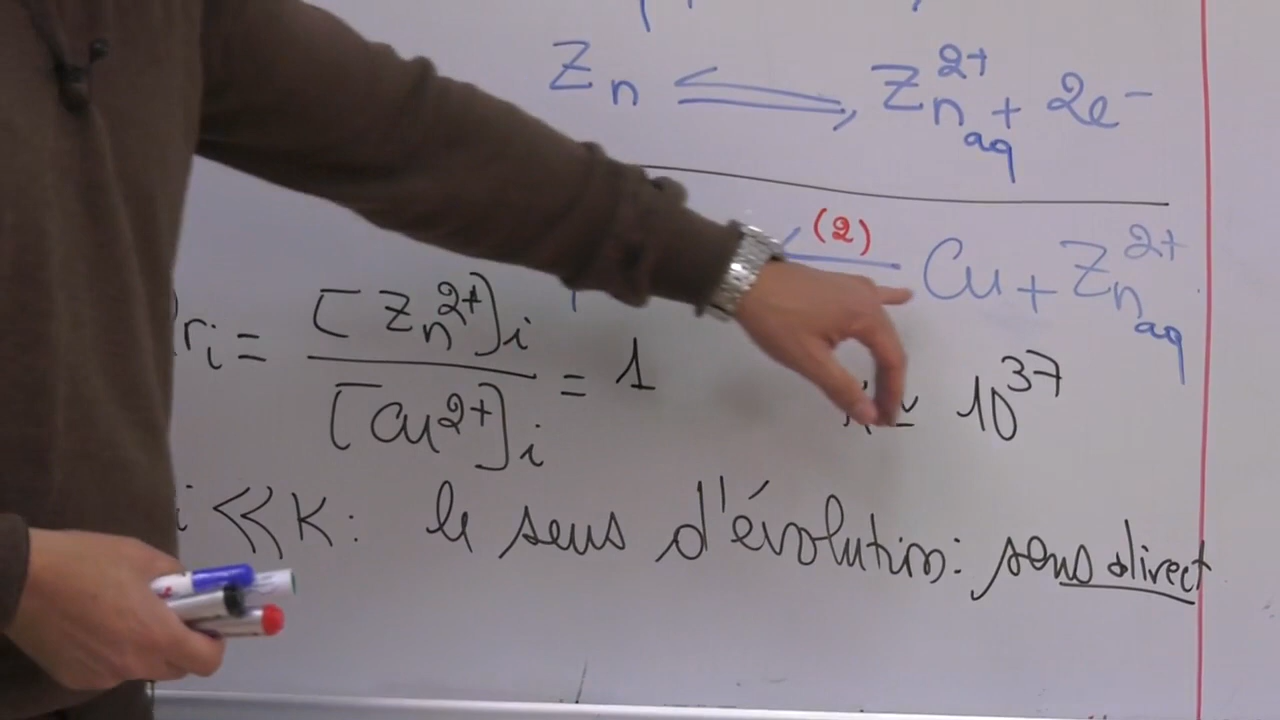 Zn ⇌ Zn²⁺aq + 2e⁻
(2) Cu + Zn²⁺aq
ri = [Zn²⁺]i / [Cu²⁺]i = 1
≃ 10³⁷
i << K : le sens d'évolution : sens direct